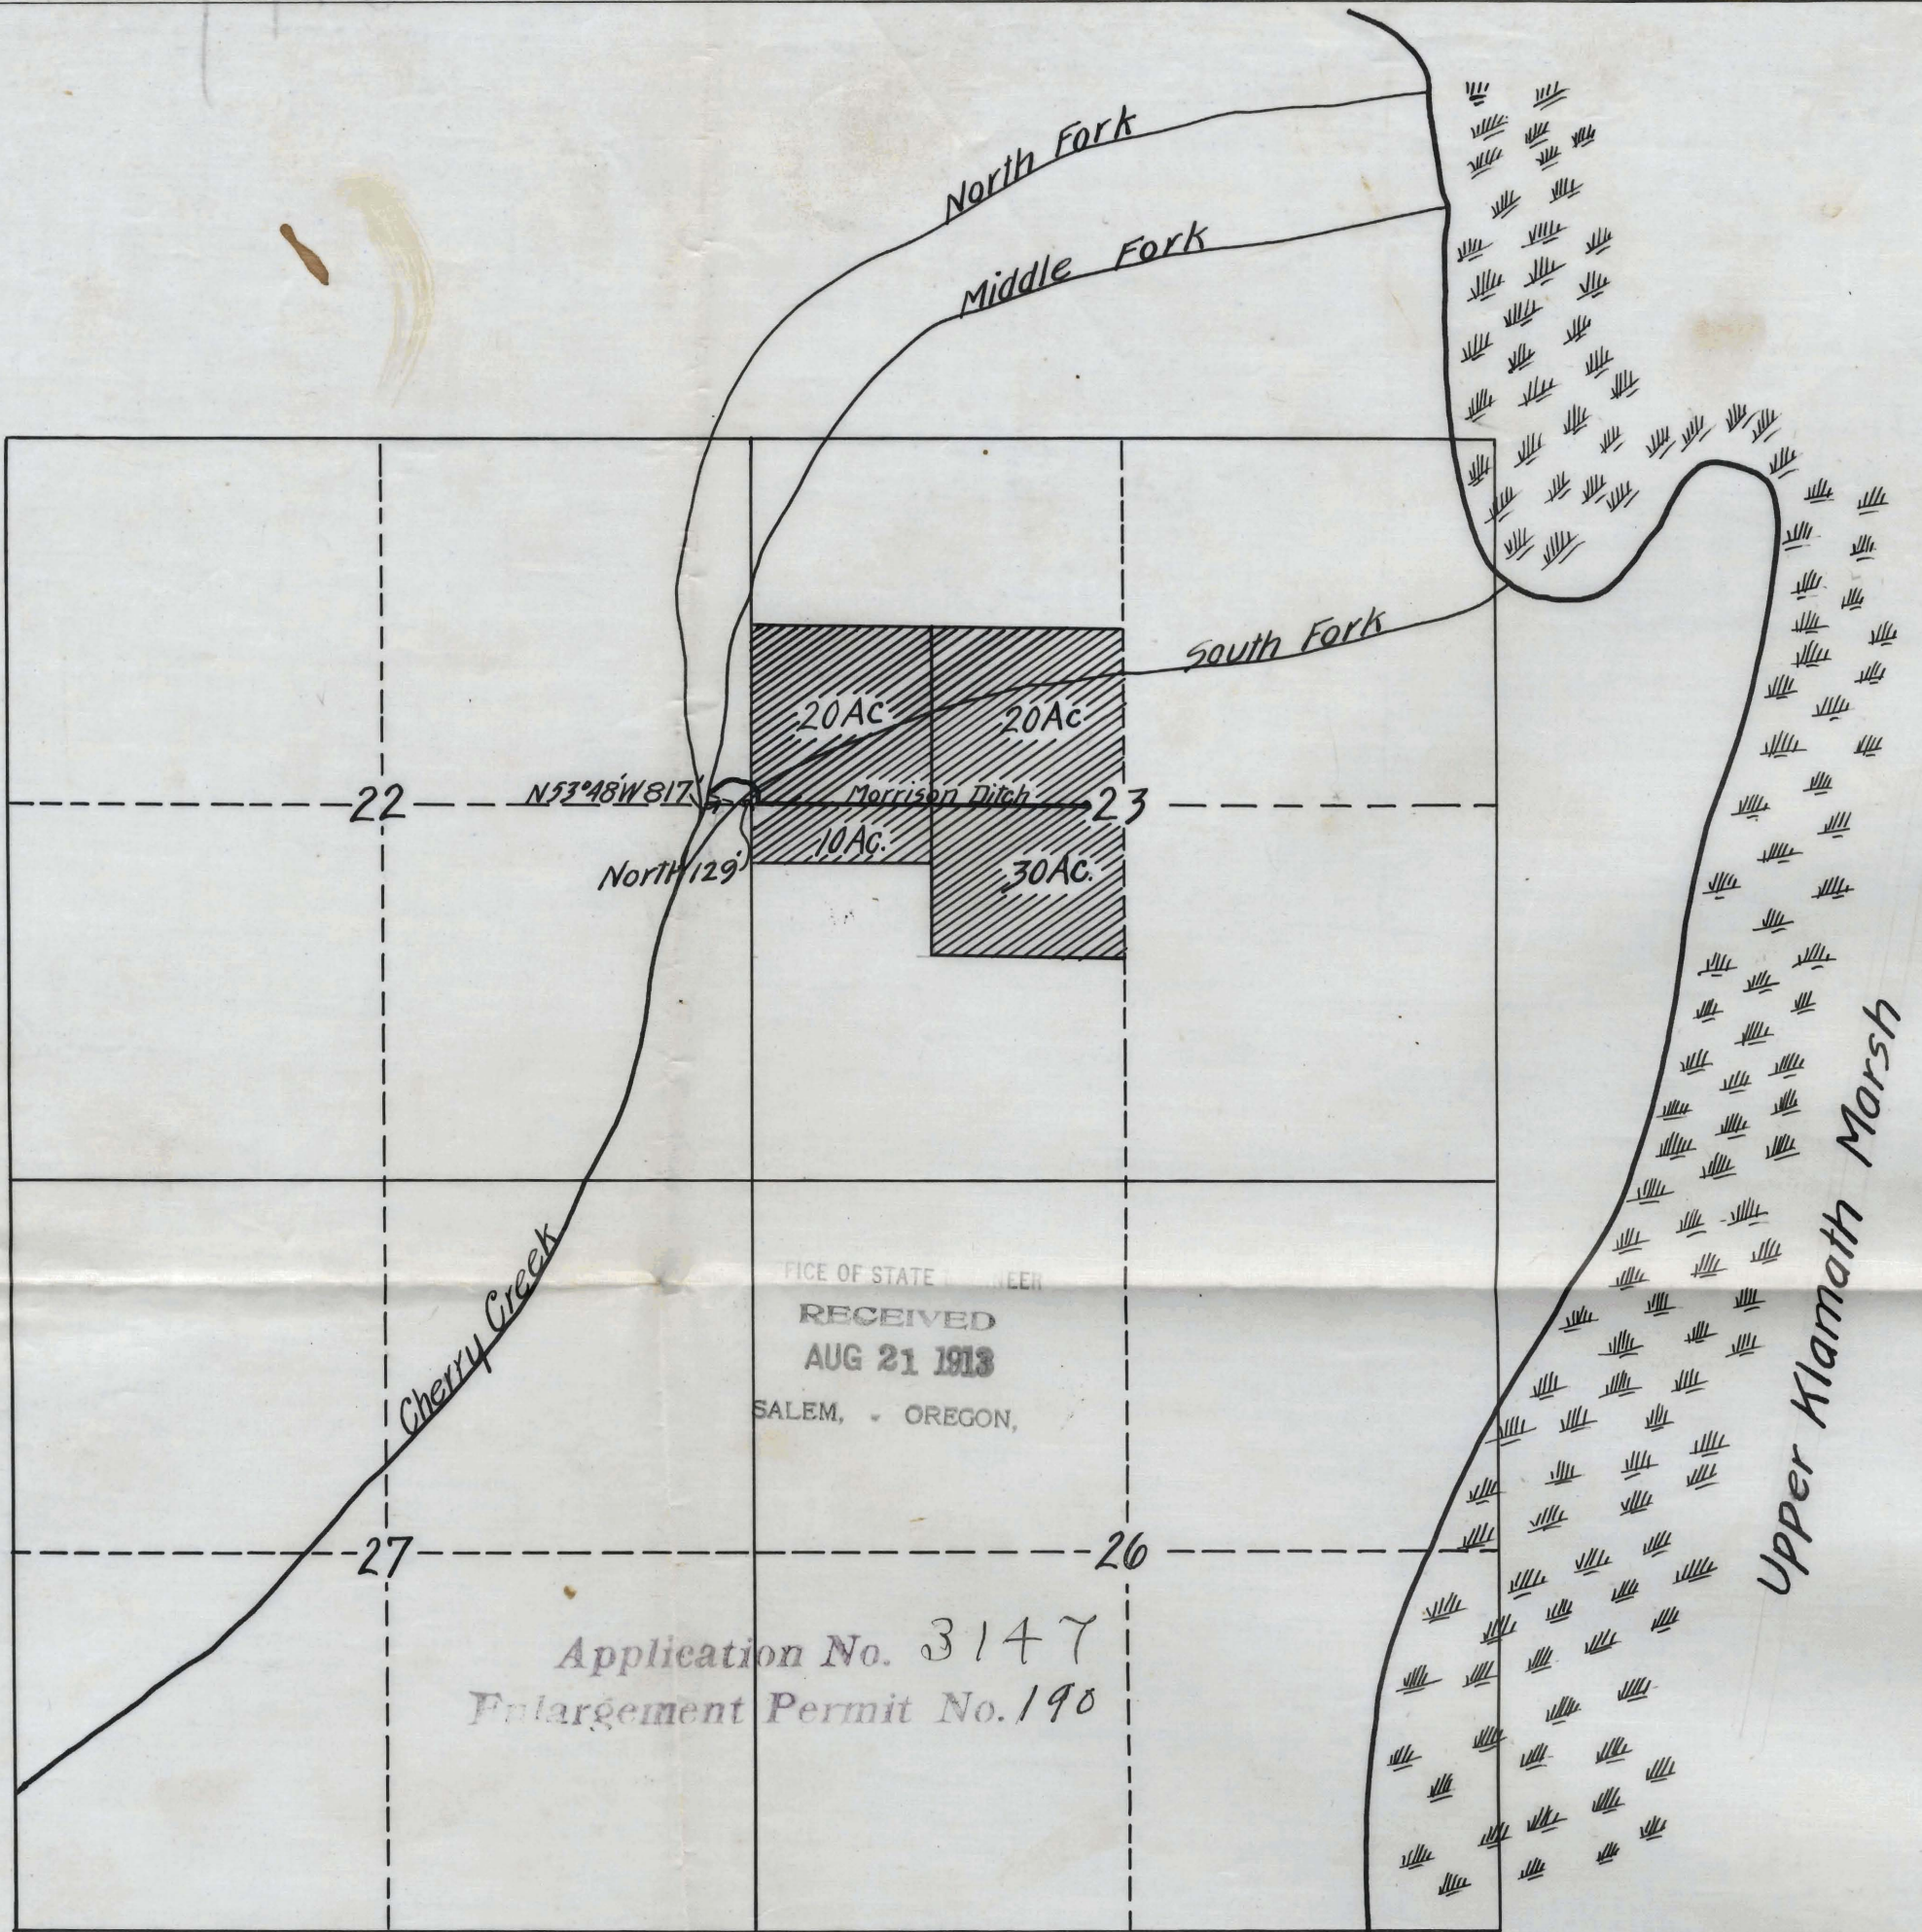 North Fork
Middle Fork
South Fork
20Ac
20Ac
22
N53°48'W817'
Morrison Ditch
23
10Ac.
North 129'
30Ac.
Cherry Creek
FICE OF STATE NEER
RECEIVED
AUG 21 1913
SALEM, - OREGON,
Upper Klamath Marsh
27
26
Application No. 3147
Enlargement Permit No. 190